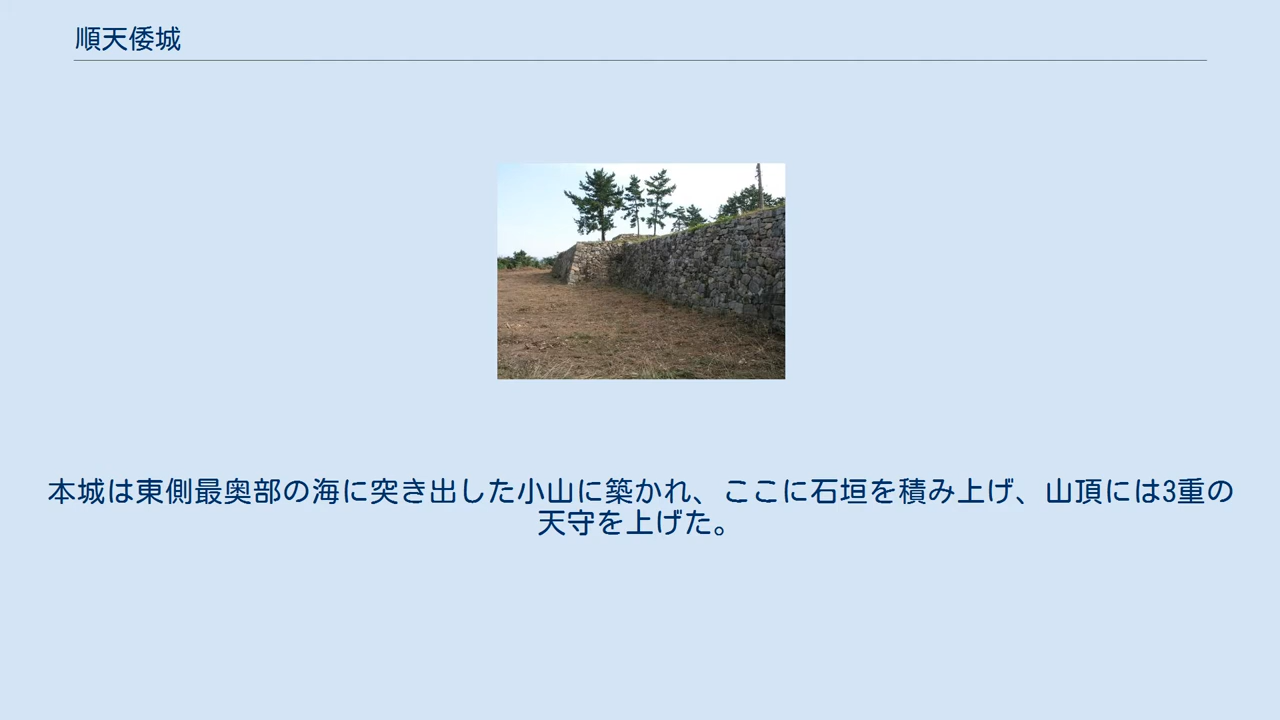 順天倭城
本城は東側最奥部の海に突き出した小山に築かれ、ここに石垣を積み上げ、山頂には3重の
天守を上げた。